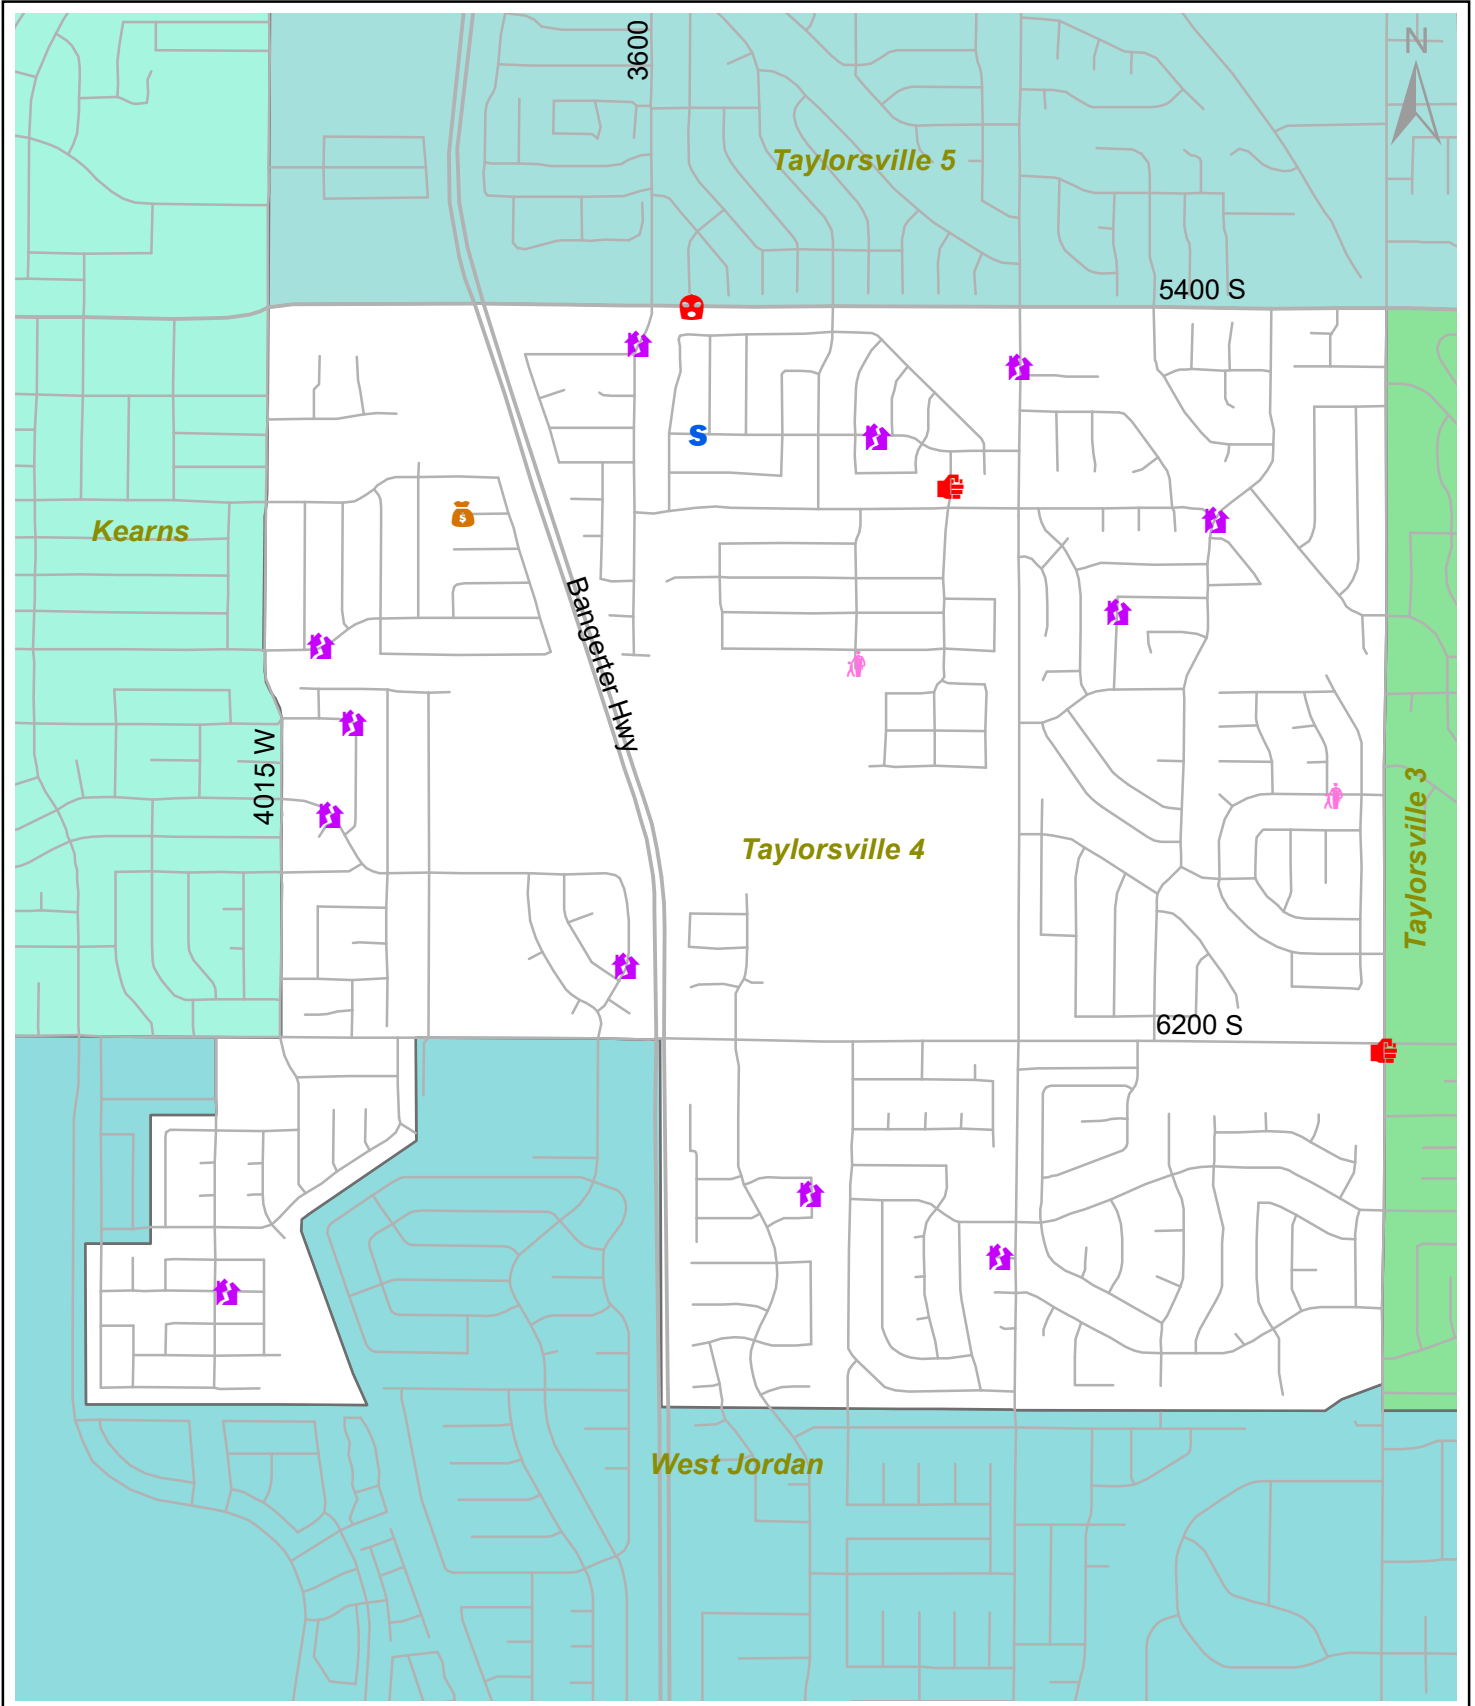 3600
N
Taylorsville 5
5400 S
S
Kearns
$
Bangerter Hwy
4015 W
Taylorsville 4
Taylorsville 3
6200 S
West Jordan